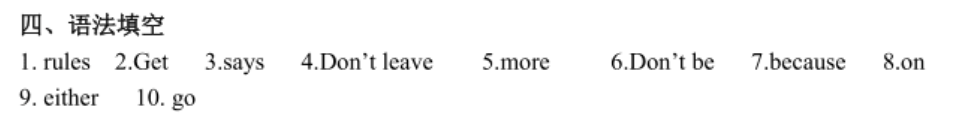 四、语法填空
1. rules 2.Get 3.says 4.Don’t leave 5.more 6.Don’t be 7.because 8.on
9. either 10. go